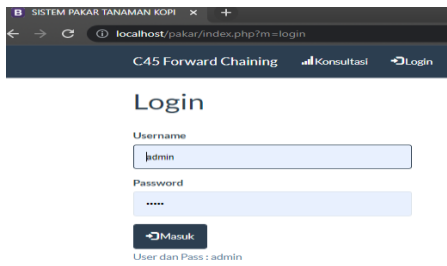 B SISTEM PAKAR TANAMAN KOPI × +
localhost/pakar/index.php?m=login
C45 Forward Chaining Konsultasi Login
Login
Username
admin
Password
•••••
Masuk
User dan Pass : admin